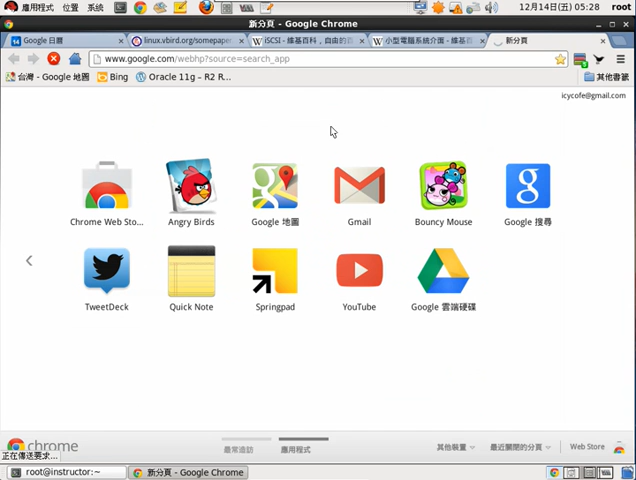 應用程式 位置 系統 12月14日(五) 05:28 root
新分頁 - Google Chrome
Google 日曆 linux.vbird.org/somepaper iSCSI - 維基百科，自由的百 小型電腦系統介面 - 維基 新分頁
www.google.com/webhp?source=search_app
台灣 - Google 地圖 Bing Oracle 11g – R2 R... 其他書籤
icycofe@gmail.com
Chrome Web Sto... Angry Birds Google 地圖 Gmail Bouncy Mouse Google 搜尋
TweetDeck Quick Note Springpad YouTube Google 雲端硬碟
chrome 最常造訪 應用程式 其他裝置 最近關閉的分頁 Web Store
正在傳送要求...
root@instructor:~ 新分頁 - Google Chrome